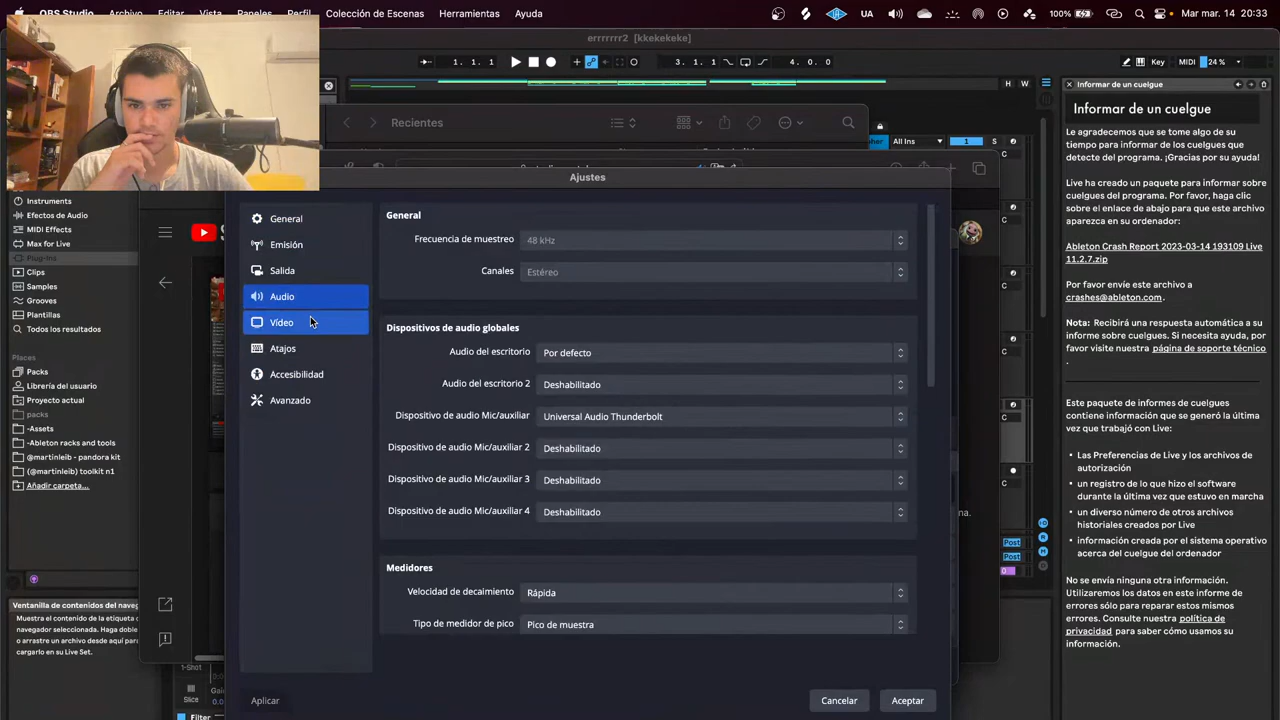 OBS Studio Archivo Edición Vista Paneles Perfil Colección de Escenas Herramientas Ayuda
UA 100% Mar mar. 14 20:33
errrrrrr2 [kkekekeke]
1. 1. 1
3. 1. 1
4. 0. 0
Key
MIDI
24 %
H W
Informar de un cuelgue
Recientes
All Ins
1
S
Ajustes
General
Emisión
Salida
Audio
Vídeo
Atajos
Accesibilidad
Avanzado
General
Frecuencia de muestreo
48 kHz
Canales
Estéreo
Dispositivos de audio globales
Audio del escritorio
Por defecto
Audio del escritorio 2
Deshabilitado
Dispositivo de audio Mic/auxiliar
Universal Audio Thunderbolt
Dispositivo de audio Mic/auxiliar 2
Deshabilitado
Dispositivo de audio Mic/auxiliar 3
Deshabilitado
Dispositivo de audio Mic/auxiliar 4
Deshabilitado
Medidores
Velocidad de decaimiento
Rápida
Tipo de medidor de pico
Pico de muestra
Aplicar
Cancelar
Aceptar
Instruments
Efectos de Audio
MIDI Effects
Max for Live
Plug-Ins
Clips
Samples
Grooves
Plantillas
Todos los resultados
Places
Packs
Librería del usuario
Proyecto actual
packs
-Assets
-Ableton racks and tools
@martinleib - pandora kit
(@martinleib) toolkit n1
Añadir carpeta...
Ventanilla de contenidos del naveg
Muestra el contenido de la etiqueta c
navegador seleccionada. Haga doble
o arrastre un archivo desde aquí para
cargarlo en su Live Set.
1-Shot
Slice
Filter
Post
Post
Informar de un cuelgue
Le agradecemos que se tome algo de su
tiempo para informar de los cuelgues que
detecte del programa. ¡Gracias por su
ayuda!
Live ha creado un paquete para informar sobre
cuelgues del programa. Por favor, haga clic
sobre el enlace de abajo para que este archivo
aparezca en su ordenador:
Ableton Crash Report 2023-03-14 193109 Live
11.2.7.zip
Por favor envíe este archivo a
crashes@ableton.com.
Nota: Recibirá una respuesta automática a su
informe sobre cuelgues. Si necesita ayuda, por
favor visite nuestra página de soporte técnico
.
Este paquete de informes de cuelgues
contiene información que se generó la última
vez que trabajó con Live:
Las Preferencias de Live y los archivos de
autorización
un registro de lo que hizo el software
durante la última vez que estuvo en marcha
un diverso número de otros archivos
historiales creados por Live
información creada por el sistema operativo
acerca del cuelgue del ordenador
No se envía ninguna otra información.
Utilizaremos los datos en este informe de
errores sólo para reparar estos mismos
errores. Consulte nuestra política de
privacidad para saber cómo usamos su
información.